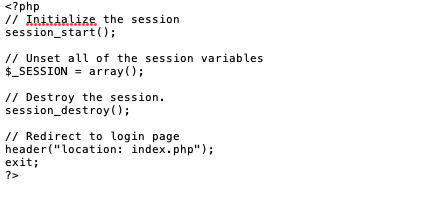 <?php
// Initialize the session
session_start();
// Unset all of the session variables
$_SESSION = array();
// Destroy the session.
session_destroy();
// Redirect to login page
header("location: index.php");
exit;
?>